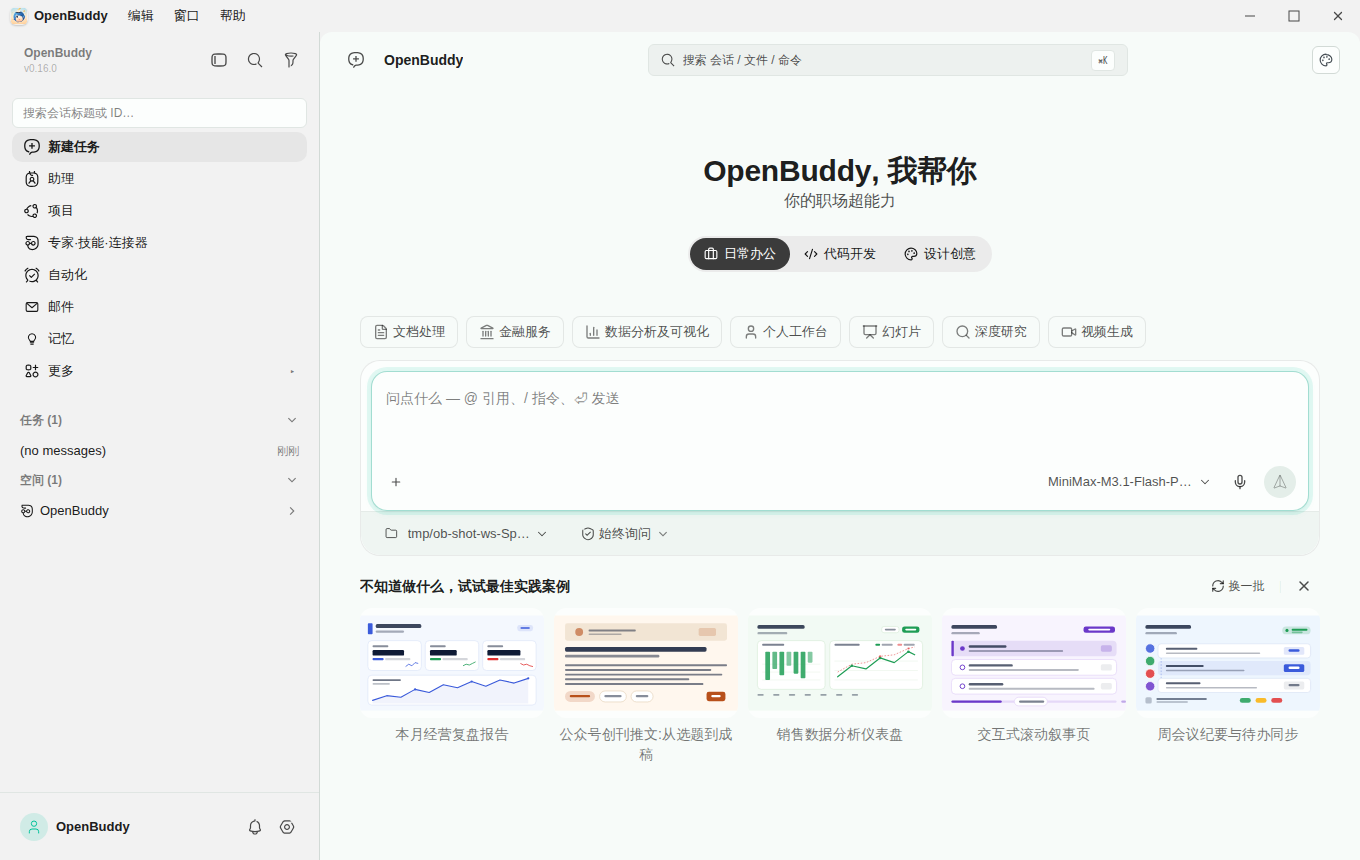 OpenBuddy 编辑 窗口 帮助
OpenBuddy
v0.16.0
搜索会话标题或 ID…
新建任务
助理
项目
专家·技能·连接器
自动化
邮件
记忆
更多
任务 (1)
(no messages) 刚刚
空间 (1)
OpenBuddy
OpenBuddy
OpenBuddy
搜索 会话 / 文件 / 命令 ⌘K
OpenBuddy, 我帮你
你的职场超能力
日常办公 代码开发 设计创意
文档处理 金融服务 数据分析及可视化 个人工作台 幻灯片 深度研究 视频生成
问点什么 — @ 引用、/ 指令、⏎ 发送
MiniMax-M3.1-Flash-P…
tmp/ob-shot-ws-Sp… 始终询问
不知道做什么，试试最佳实践案例 换一批
本月经营复盘报告
公众号创刊推文:从选题到成
稿
销售数据分析仪表盘
交互式滚动叙事页
周会议纪要与待办同步